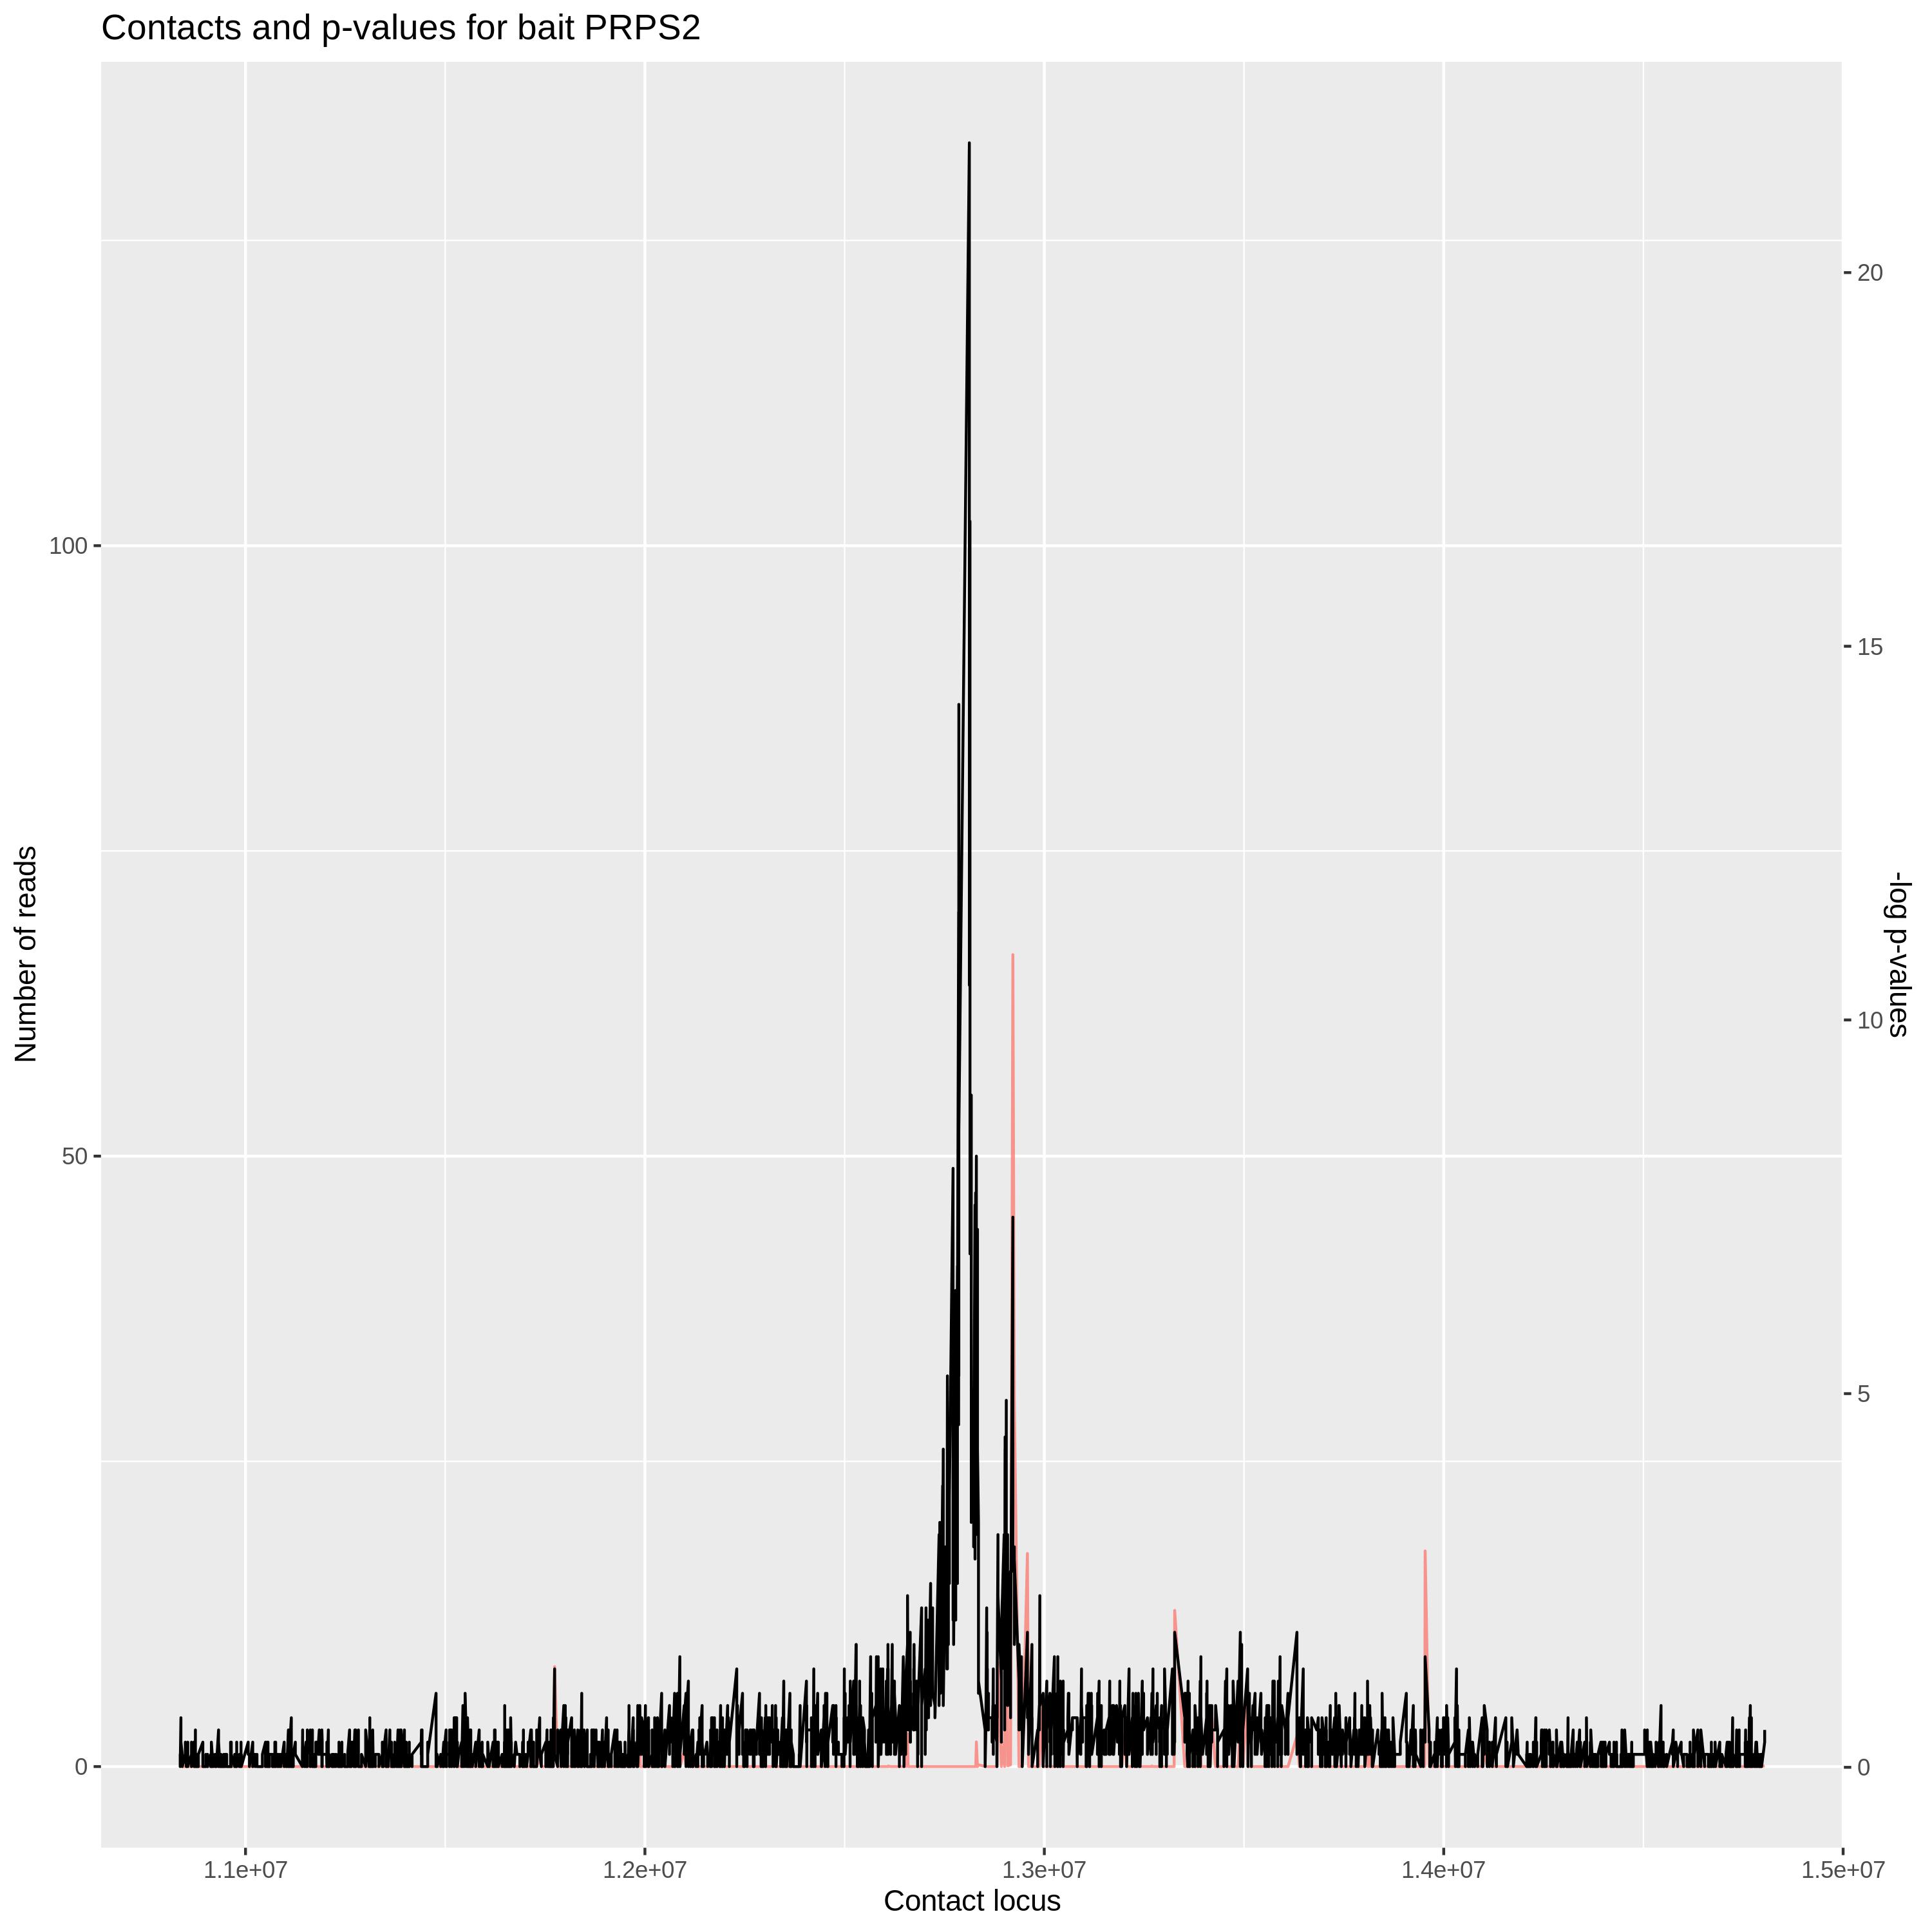 Contacts and p-values for bait PRPS2
Number of reads
100
50
0
20
15
10
5
0
-log p-values
1.1e+07 1.2e+07 1.3e+07 1.4e+07 1.5e+07
Contact locus